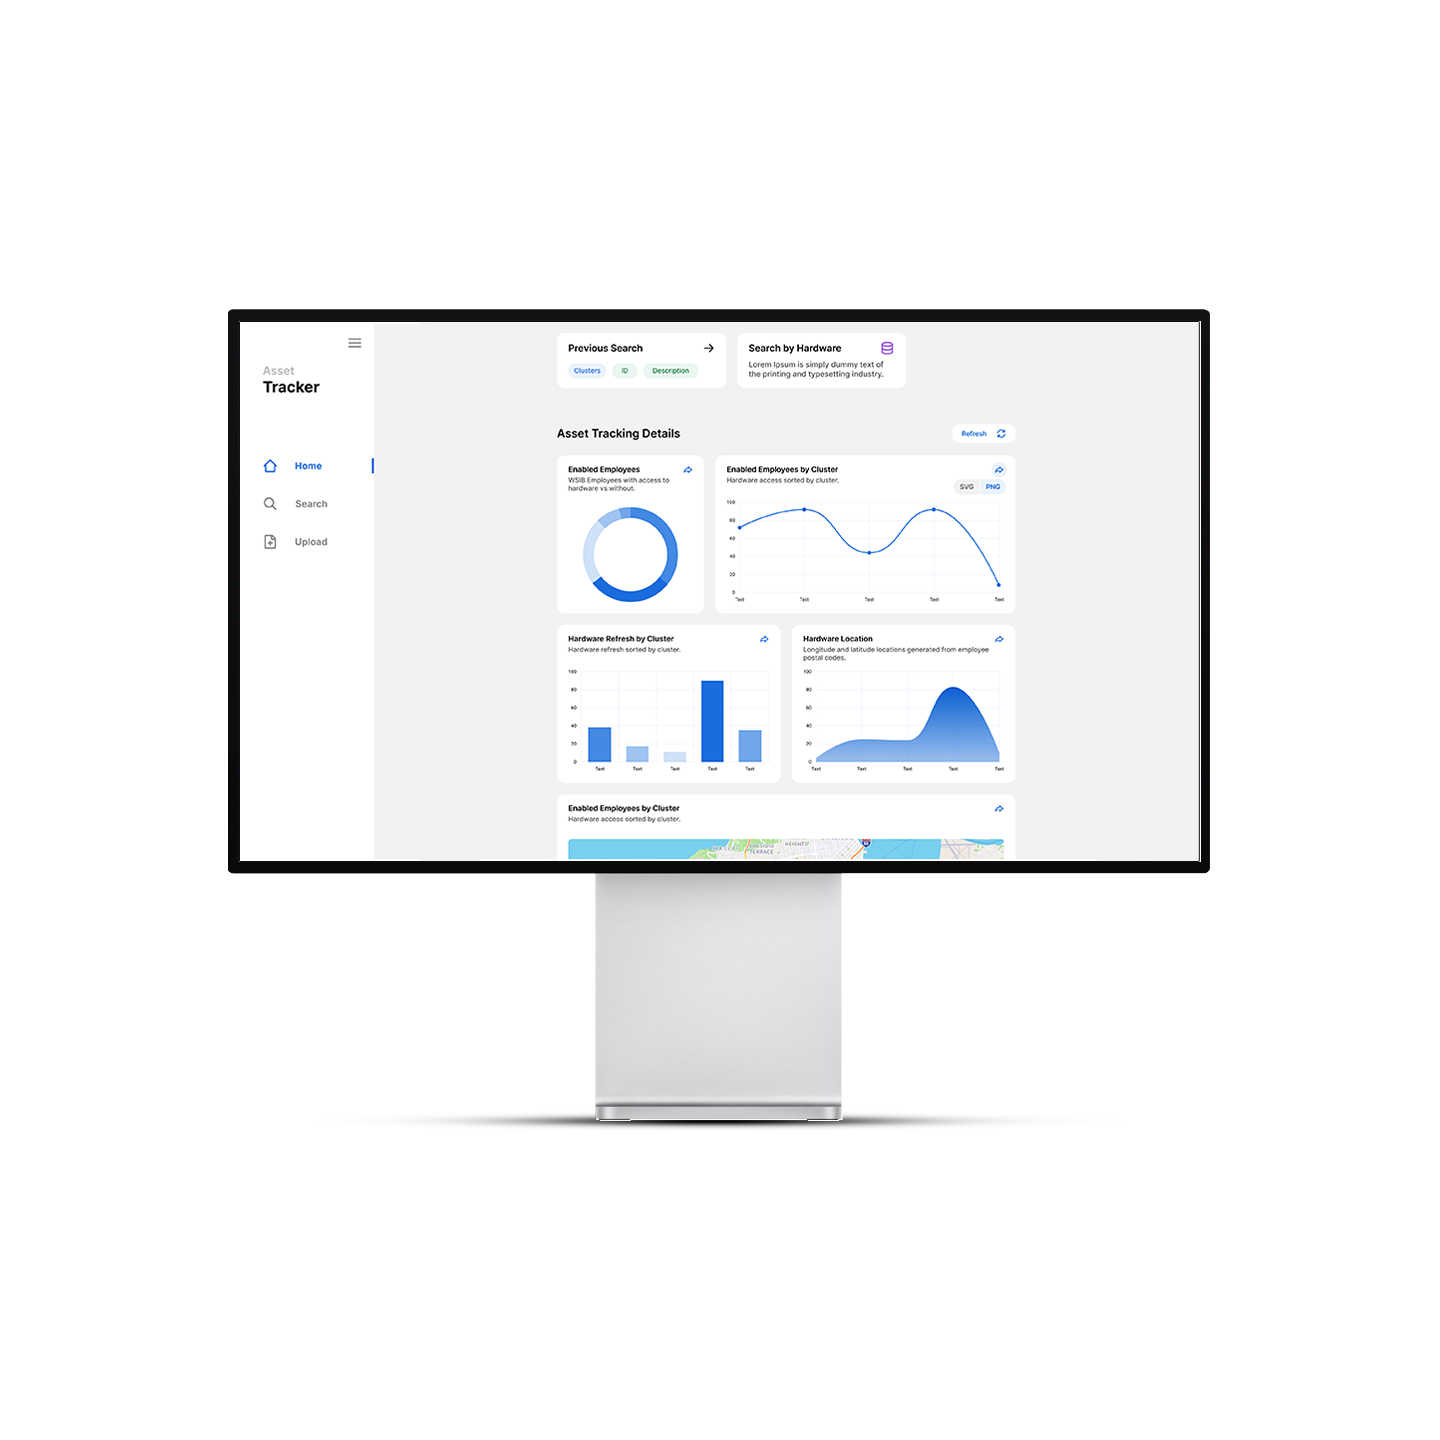 Asset
Tracker
Home
Search
Upload
Previous Search
Clusters ID Description
Search by Hardware
Lorem Ipsum is simply dummy text of
the printing and typesetting industry.
Asset Tracking Details
Refresh
Enabled Employees
WSIB Employees with access to
hardware vs without.
Enabled Employees by Cluster
Hardware access sorted by cluster.
SVG PNG
100
80
60
40
20
0
Text Text Text Text Text
Hardware Refresh by Cluster
Hardware refresh sorted by cluster.
100
80
60
40
20
0
Text Text Text Text Text
Hardware Location
Longitude and latitude locations generated from employee
postal codes.
100
80
60
40
20
0
Text Text Text Text Text
Enabled Employees by Cluster
Hardware access sorted by cluster.
HEIGHTS
TERRACE